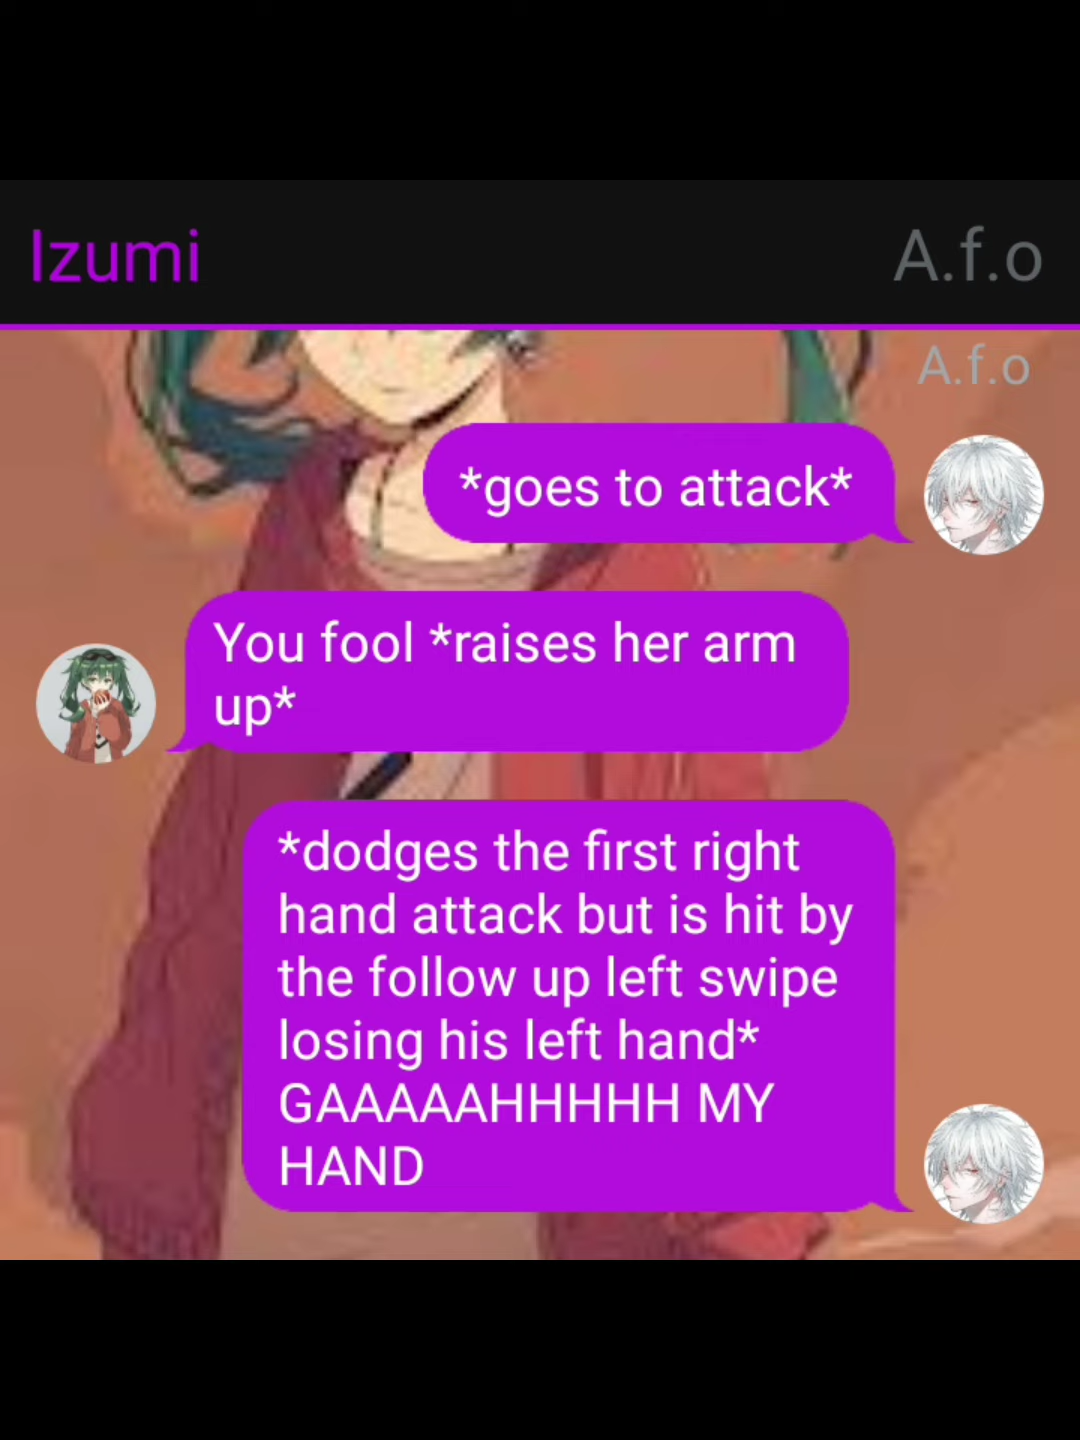 Izumi
A.f.o
A.f.o
*goes to attack*
You fool *raises her arm
up*
*dodges the first right
hand attack but is hit by
the follow up left swipe
losing his left hand*
GAAAAAHHHHH MY
HAND